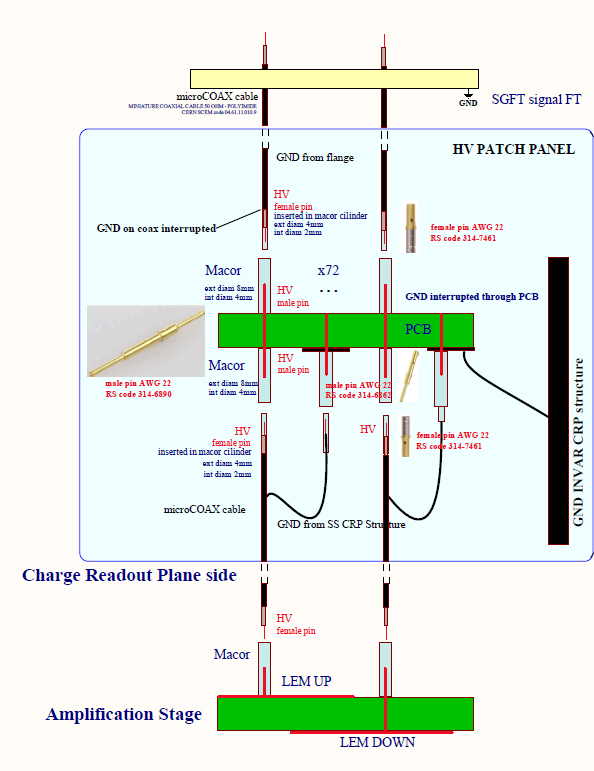 microCOAX cable
MINIATURE COAXIAL CABLE 50 OHM - POLYIMIDE
CERN SCEM code 04.61.11.010.9
GND
SGFT signal FT
HV PATCH PANEL
GND from flange
HV
female pin
inserted in macor cilinder
ext diam 4mm
int diam 2mm
GND on coax interrupted
female pin AWG 22
RS code 314-7461
Macor
x72
...
ext diam 8mm
int diam 4mm
HV
male pin
GND interrupted through PCB
PCB
Macor
HV
male pin
ext diam 8mm
int diam 4mm
male pin AWG 22
RS code 314-6890
male pin AWG 22
RS code 314-6862
HV
female pin
inserted in macor cilinder
ext diam 4mm
int diam 2mm
HV
female pin AWG 22
RS code 314-7461
GND INVAR CRP structure
microCOAX cable
GND from SS CRP Structure
Charge Readout Plane side
HV
female pin
Macor
LEM UP
Amplification Stage
LEM DOWN